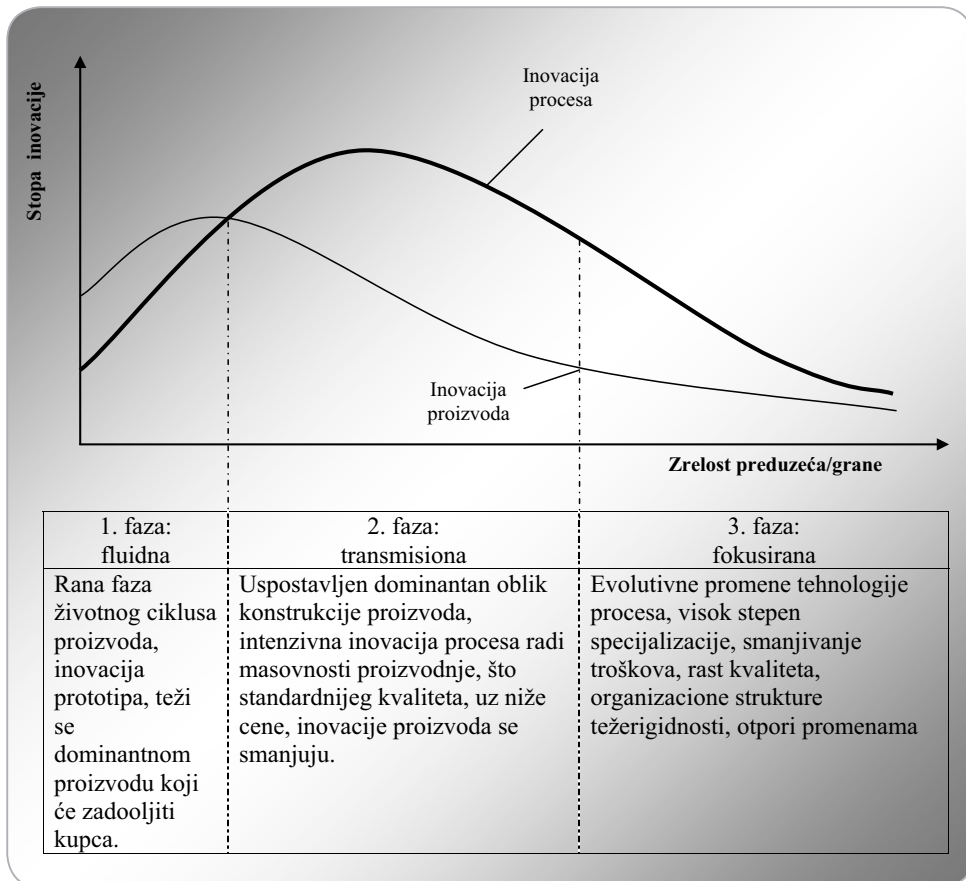 Stopa inovacije
Inovacija
procesa
Inovacija
proizvoda
Zrelost preduzeća/grane
1. faza:
fluidna
2. faza:
transmisiona
3. faza:
fokusirana
Rana faza
životnog ciklusa
proizvoda,
inovacija
prototipa, teži
se
dominantnom
proizvodu koji
će zadooljiti
kupca.
Uspostavljen dominantan oblik
konstrukcije proizvoda,
intenzivna inovacija procesa radi
masovnosti proizvodnje, što
standardnijeg kvaliteta, uz niže
cene, inovacije proizvoda se
smanjuju.
Evolutivne promene tehnologije
procesa, visok stepen
specijalizacije, smanjivanje
troškova, rast kvaliteta,
organizacione strukture
težerigidnosti, otpori promenama